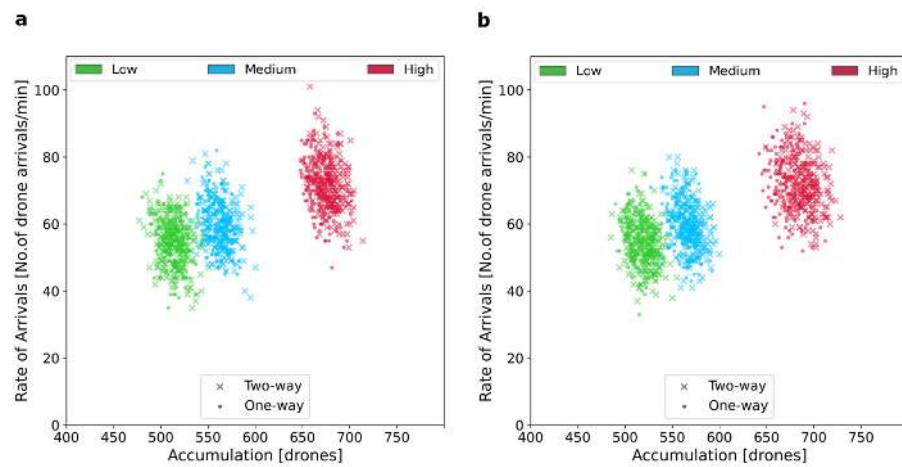 a
Low Medium High
100
80
60
40
20
0
Rate of Arrivals [No.of drone arrivals/min]
Two-way
One-way
400 450 500 550 600 650 700 750
Accumulation [drones]
b
Low Medium High
100
80
60
40
20
0
Rate of Arrivals [No.of drone arrivals/min]
Two-way
One-way
400 450 500 550 600 650 700 750
Accumulation [drones]